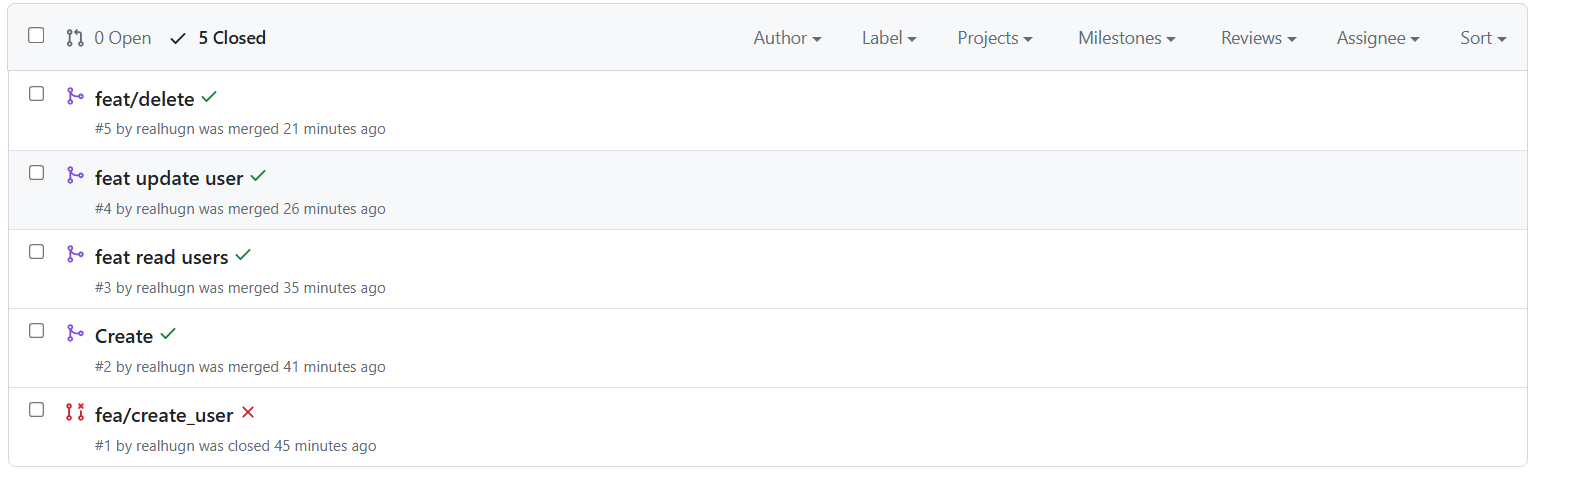 0 Open 5 Closed Author Label Projects Milestones Reviews Assignee Sort
feat/delete
#5 by realhugn was merged 21 minutes ago
feat update user
#4 by realhugn was merged 26 minutes ago
feat read users
#3 by realhugn was merged 35 minutes ago
Create
#2 by realhugn was merged 41 minutes ago
fea/create_user
#1 by realhugn was closed 45 minutes ago